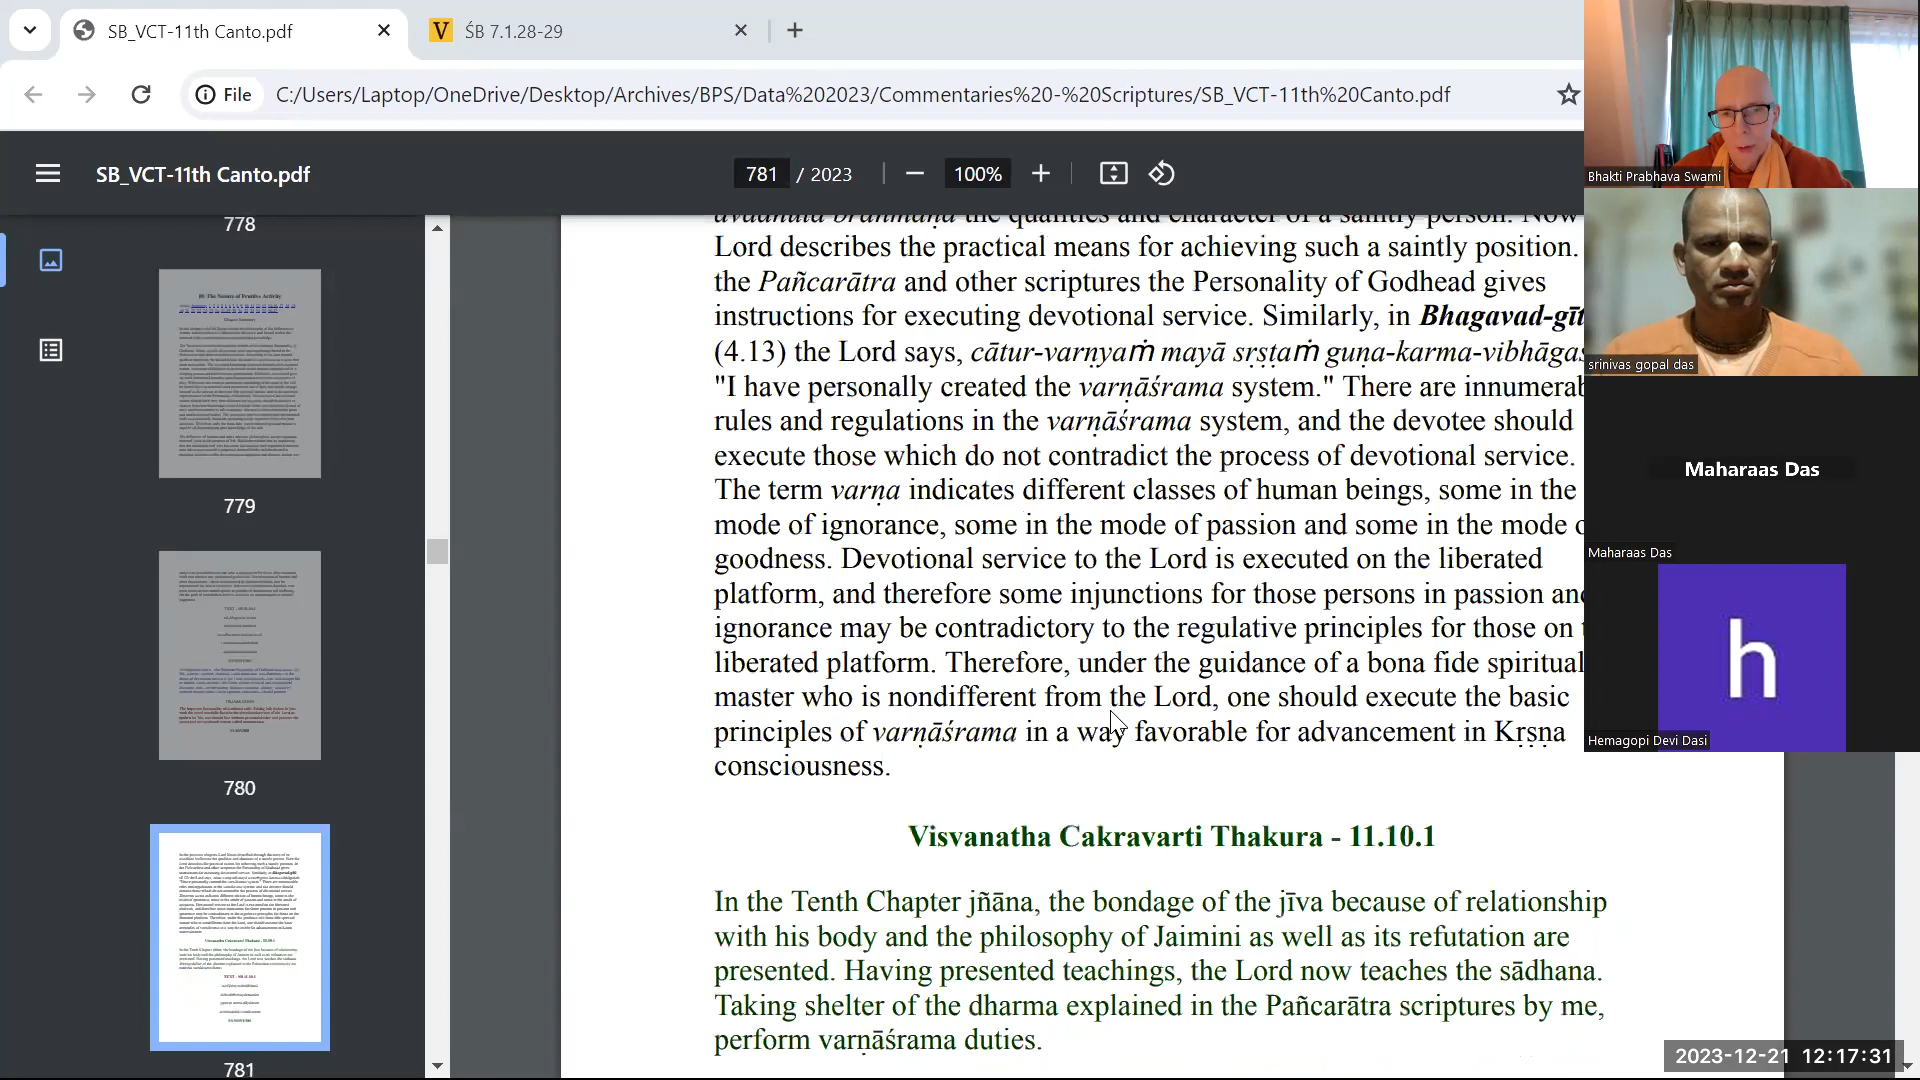 SB_VCT-11th Canto.pdf
ŚB 7.1.28-29
File
C:/Users/Laptop/OneDrive/Desktop/Archives/BPS/Data%202023/Commentaries%20-%20Scriptures/SB_VCT-11th%20Canto.pdf
SB_VCT-11th Canto.pdf
781 / 2023
100%
778
779
780
781
avadhūta brāhmaṇa the qualities and character of a saintly person. Now
Lord describes the practical means for achieving such a saintly position.
the Pañcarātra and other scriptures the Personality of Godhead gives
instructions for executing devotional service. Similarly, in Bhagavad-gīt
(4.13) the Lord says, cātur-varṇyaṁ mayā sṛṣṭaṁ guṇa-karma-vibhāgaś
"I have personally created the varṇāśrama system." There are innumerab
rules and regulations in the varṇāśrama system, and the devotee should
execute those which do not contradict the process of devotional service.
The term varṇa indicates different classes of human beings, some in the
mode of ignorance, some in the mode of passion and some in the mode o
goodness. Devotional service to the Lord is executed on the liberated
platform, and therefore some injunctions for those persons in passion and
ignorance may be contradictory to the regulative principles for those on t
liberated platform. Therefore, under the guidance of a bona fide spiritual
master who is nondifferent from the Lord, one should execute the basic
principles of varṇāśrama in a way favorable for advancement in Kṛṣṇa
consciousness.
Visvanatha Cakravarti Thakura - 11.10.1
In the Tenth Chapter jñāna, the bondage of the jīva because of relationship
with his body and the philosophy of Jaimini as well as its refutation are
presented. Having presented teachings, the Lord now teaches the sādhana.
Taking shelter of the dharma explained in the Pañcarātra scriptures by me,
perform varṇāśrama duties.
Bhakti Prabhava Swami
srinivas gopal das
Maharaas Das
Maharaas Das
h
Hemagopi Devi Dasi
2023-12-21 12:17:31